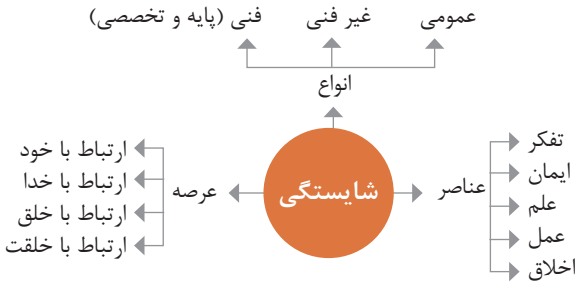 عمومی
غیر فنی
فنی (پایه و تخصصی)
انواع
شایستگی
عناصر
تفکر
ایمان
علم
عمل
اخلاق
عرصه
ارتباط با خود
ارتباط با خدا
ارتباط با خلق
ارتباط با خلقت